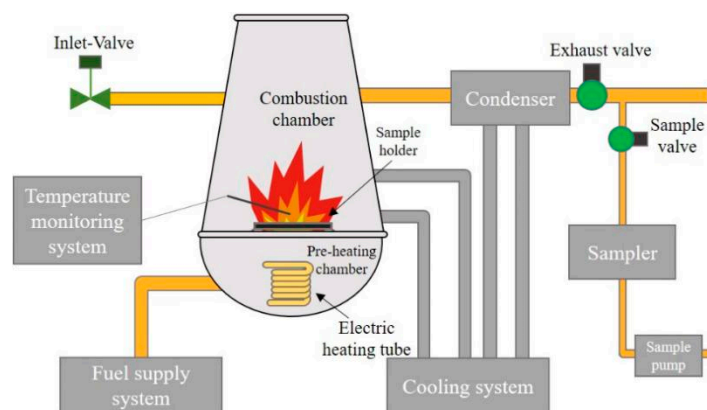 Inlet-Valve
Exhaust valve
Combustion
chamber
Condenser
Sample
holder
Sample
valve
Temperature
monitoring
system
Pre-heating
chamber
Sampler
Electric
heating tube
Fuel supply
system
Cooling system
Sample
pump